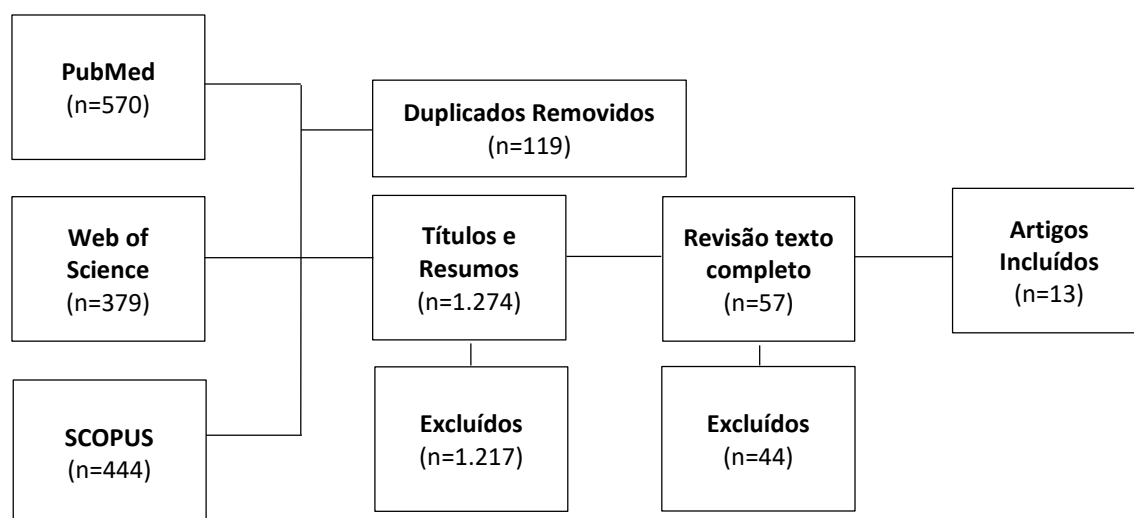 PubMed
(n=570)
Duplicados Removidos
(n=119)
Web of
Science
(n=379)
Títulos e
Resumos
(n=1.274)
Revisão texto
completo
(n=57)
Artigos
Incluídos
(n=13)
SCOPUS
(n=444)
Excluídos
(n=1.217)
Excluídos
(n=44)